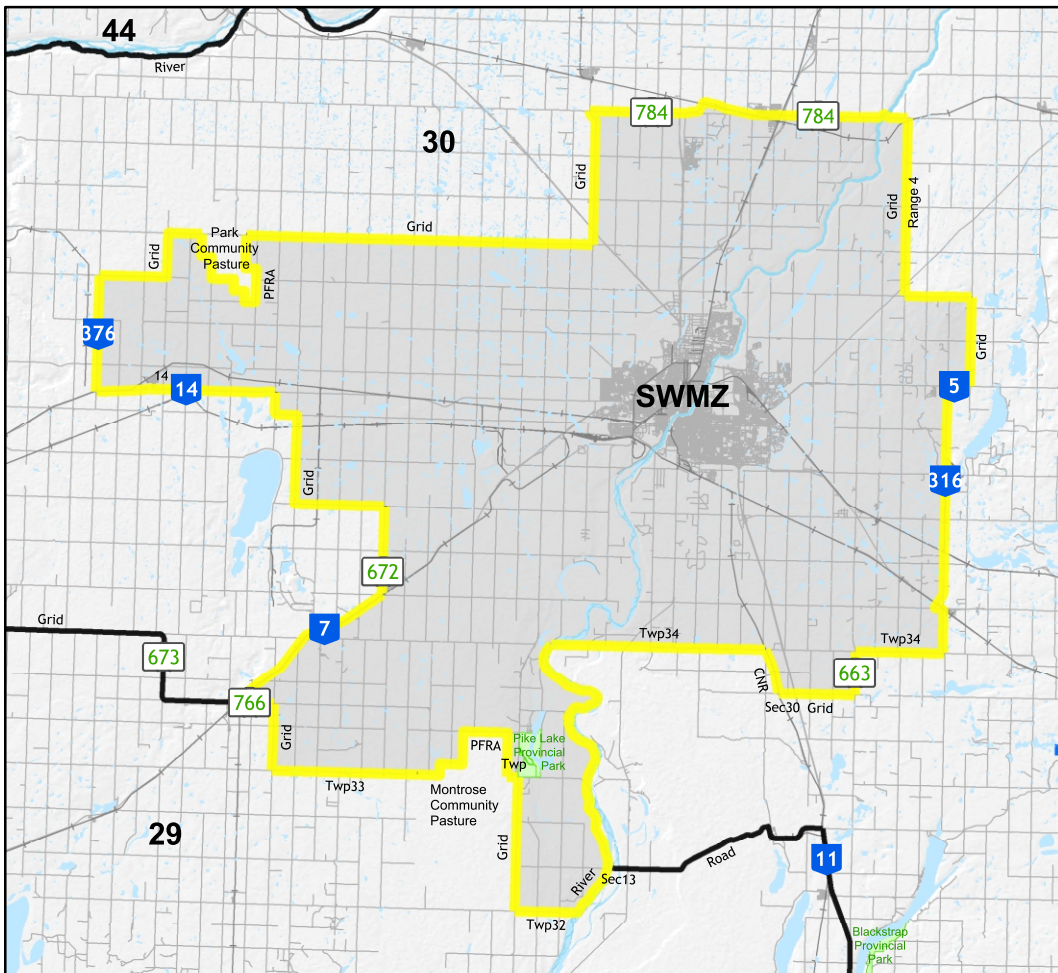 44
River
784
784
30
Grid
Grid
Range 4
Grid
Park
Community
Pasture
Grid
PFRA
376
14
14
Grid
5
SWMZ
316
Grid
672
7
Grid
673
766
Twp34
Twp34
663
CNR
Sec30 Grid
Grid
PFRA
Pike Lake
Provincial
Park
Twp
Twp33
Montrose
Community
Pasture
29
Grid
River
Sec13
Road
11
Twp32
Blackstrap
Provincial
Park